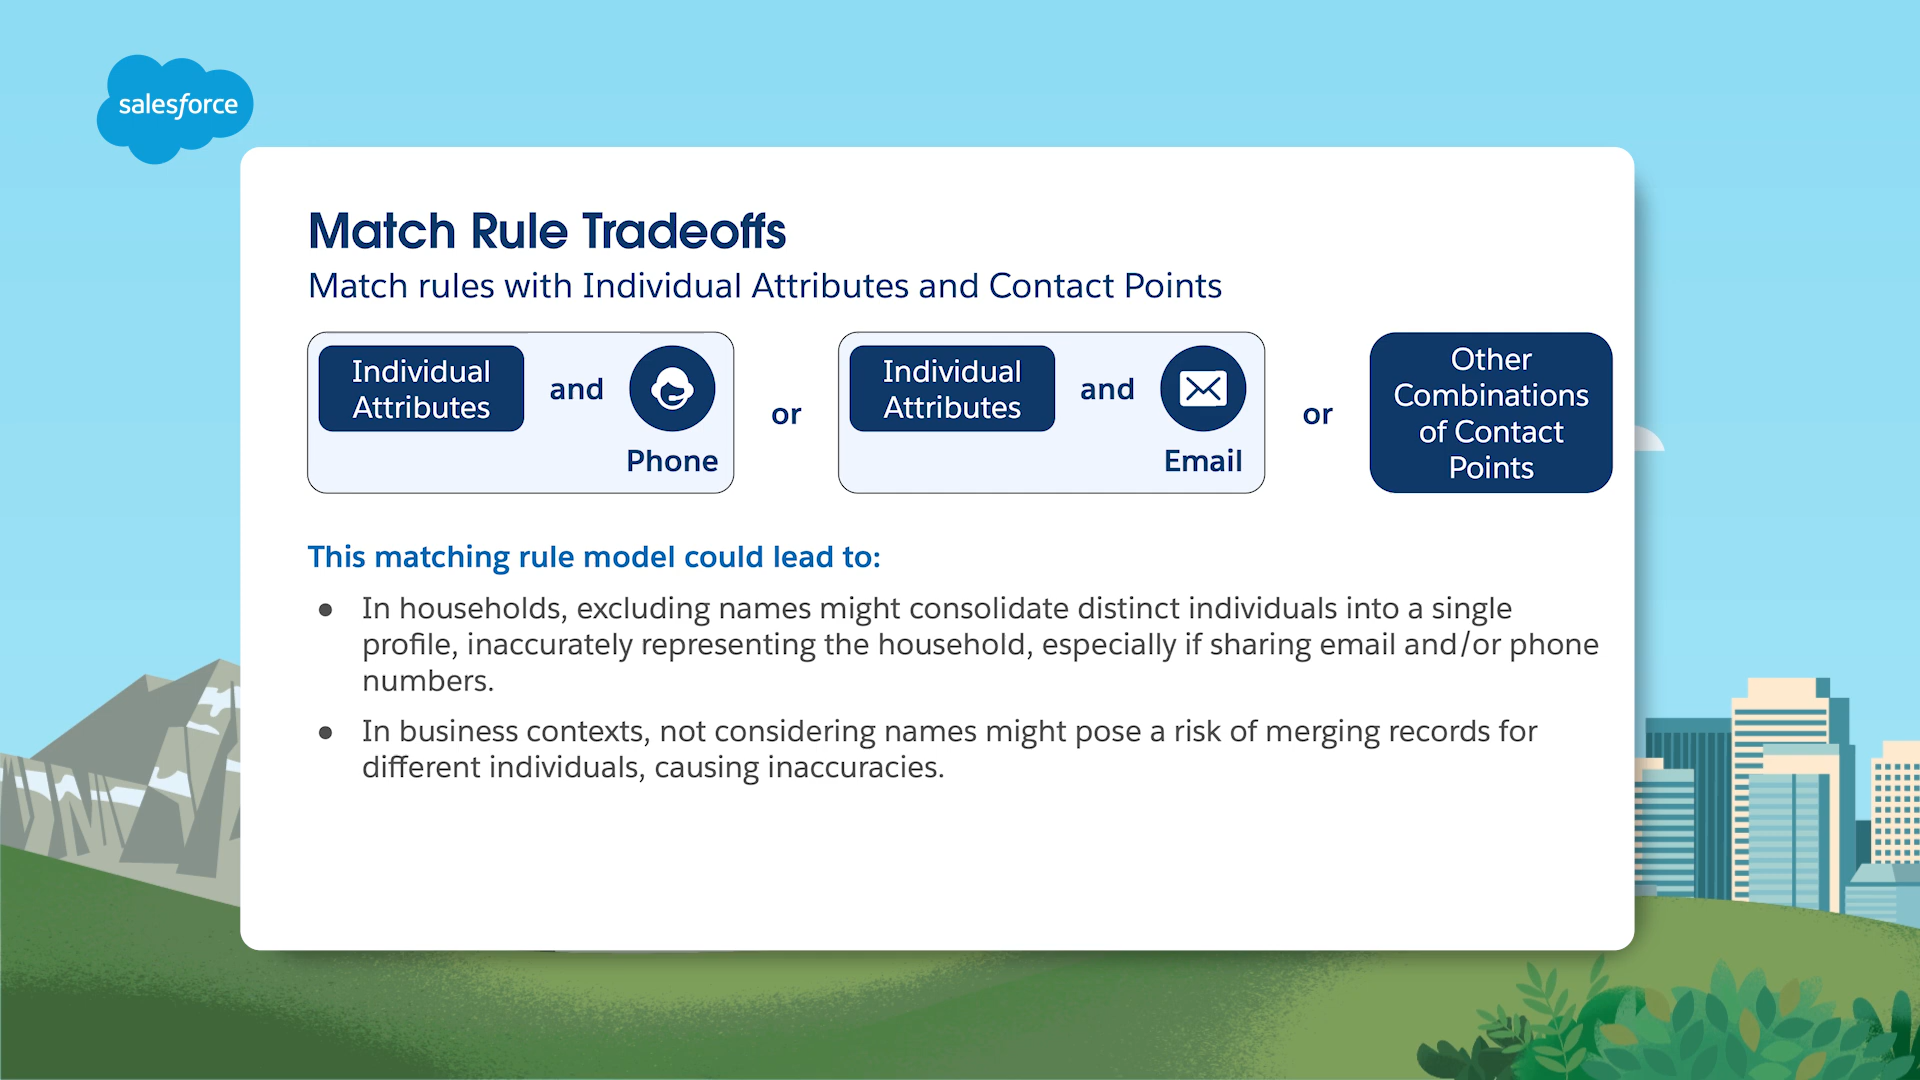 salesforce
Match Rule Tradeoffs
Match rules with Individual Attributes and Contact Points
Individual
Attributes
and
Phone
or
Individual
Attributes
and
Email
or
Other
Combinations
of Contact
Points
This matching rule model could lead to:
● In households, excluding names might consolidate distinct individuals into a single
profile, inaccurately representing the household, especially if sharing email and/or phone
numbers.
● In business contexts, not considering names might pose a risk of merging records for
different individuals, causing inaccuracies.